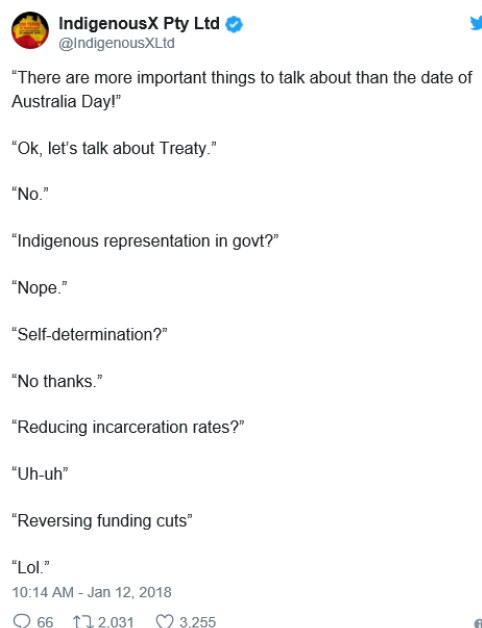 IndigenousX Pty Ltd
@IndigenousXLtd
“There are more important things to talk about than the date of
Australia Day!”
“Ok, let’s talk about Treaty.”
“No.”
“Indigenous representation in govt?”
“Nope.”
“Self-determination?”
“No thanks.”
“Reducing incarceration rates?”
“Uh-uh”
“Reversing funding cuts”
“Lol.”
10:14 AM - Jan 12, 2018
66 2,031 3,255